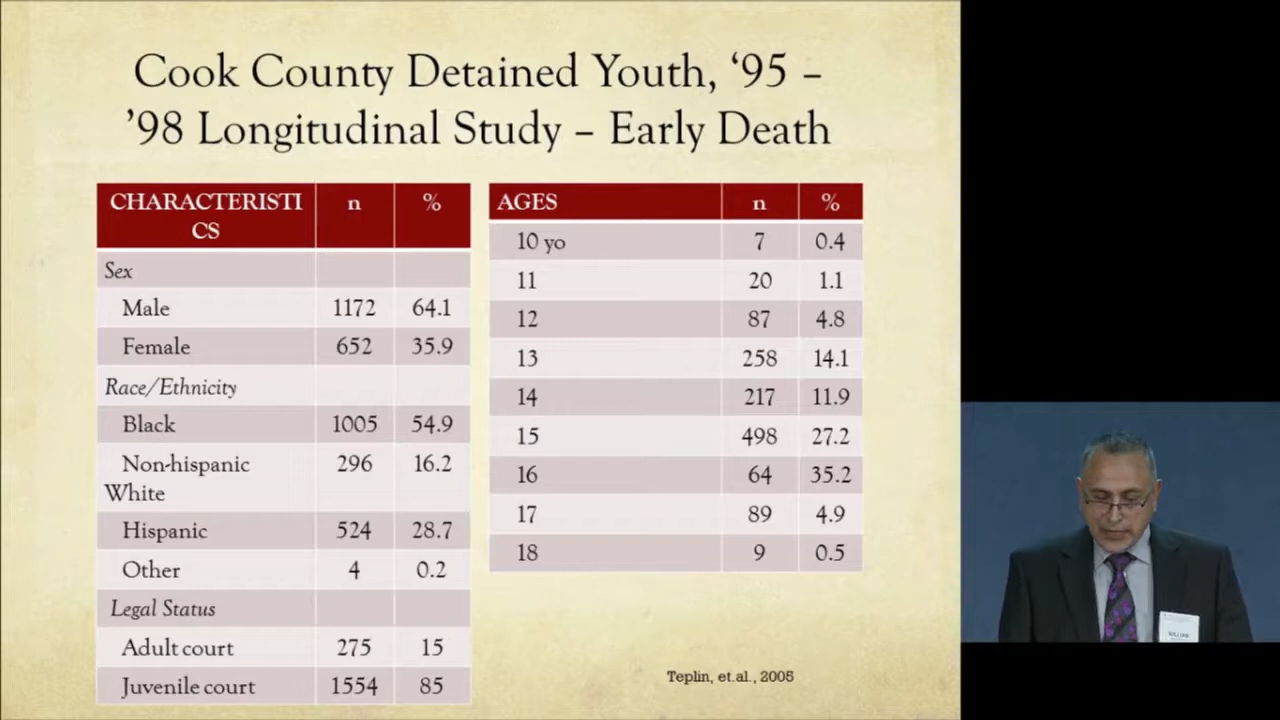 Cook County Detained Youth, ‘95 –
’98 Longitudinal Study – Early Death
CHARACTERISTI
CS
n
%
Sex
Male 1172 64.1
Female 652 35.9
Race/Ethnicity
Black 1005 54.9
Non-hispanic 296 16.2
White
Hispanic 524 28.7
Other 4 0.2
Legal Status
Adult court 275 15
Juvenile court 1554 85
AGES n %
10 yo 7 0.4
11 20 1.1
12 87 4.8
13 258 14.1
14 217 11.9
15 498 27.2
16 64 35.2
17 89 4.9
18 9 0.5
Teplin, et.al., 2005